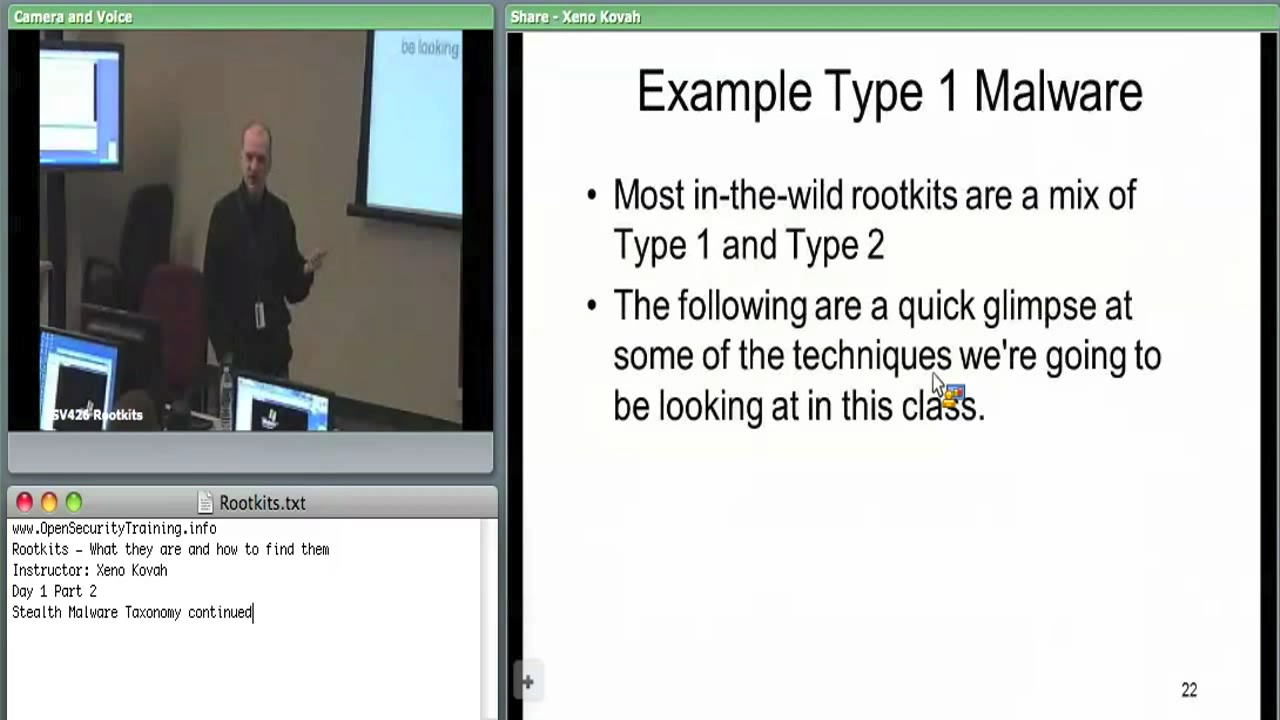 Camera and Voice
be looking
SV426 Rootkits
Rootkits.txt
www.OpenSecurityTraining.info
Rootkits – What they are and how to find them
Instructor: Xeno Kovah
Day 1 Part 2
Stealth Malware Taxonomy continued
Share - Xeno Kovah
Example Type 1 Malware
• Most in-the-wild rootkits are a mix of
Type 1 and Type 2
• The following are a quick glimpse at
some of the techniques we're going to
be looking at in this class.
22